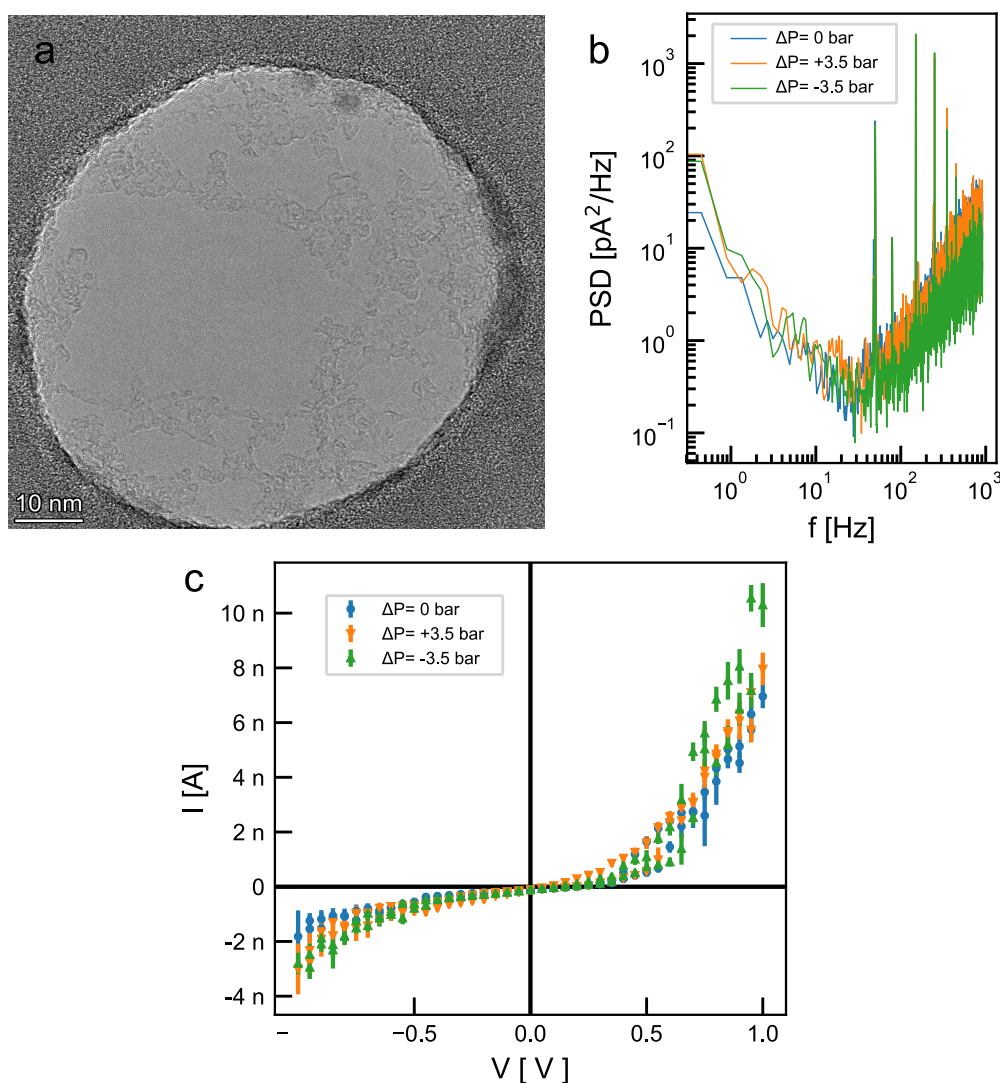 a
10 nm
b
ΔP= 0 bar
ΔP= +3.5 bar
ΔP= -3.5 bar
PSD [pA²/Hz]
10³
10²
10¹
10⁰
10⁻¹
10⁰
10¹
10²
10³
f [Hz]
c
ΔP= 0 bar
ΔP= +3.5 bar
ΔP= -3.5 bar
I [A]
10 n
8 n
6 n
4 n
2 n
0
-2 n
-4 n
−
−0.5
0.0
0.5
1.0
V [ V ]